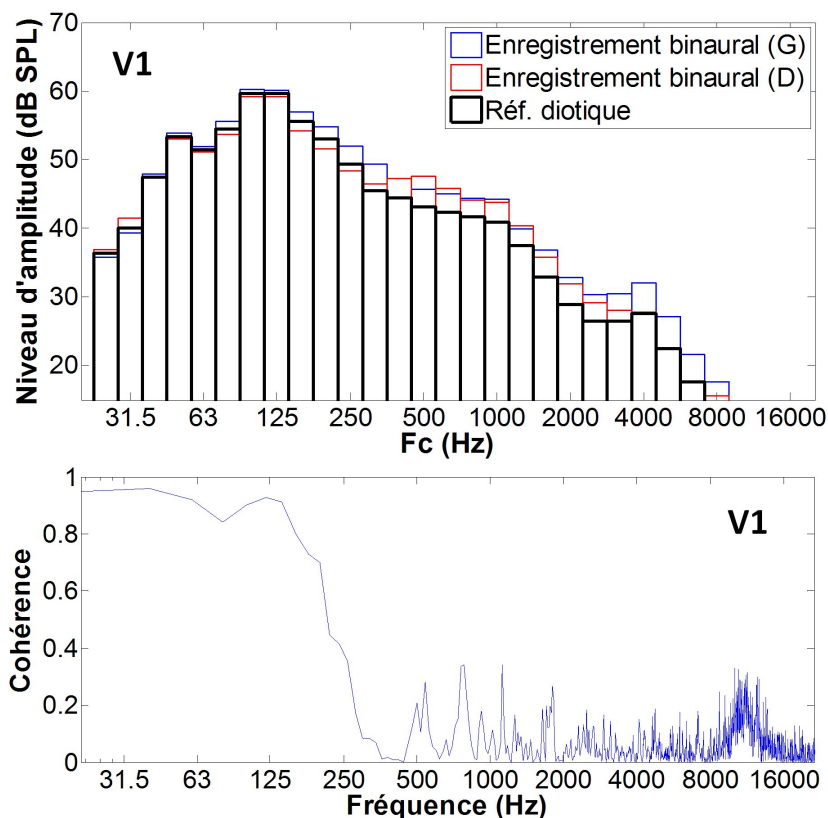 Niveau d'amplitude (dB SPL)
70
60
50
40
30
20
V1
Enregistrement binaural (G)
Enregistrement binaural (D)
Réf. diotique
31.5 63 125 250 500 1000 2000 4000 8000 16000
Fc (Hz)
Cohérence
1
0.8
0.6
0.4
0.2
0
V1
31.5 63 125 250 500 1000 2000 4000 8000 16000
Fréquence (Hz)